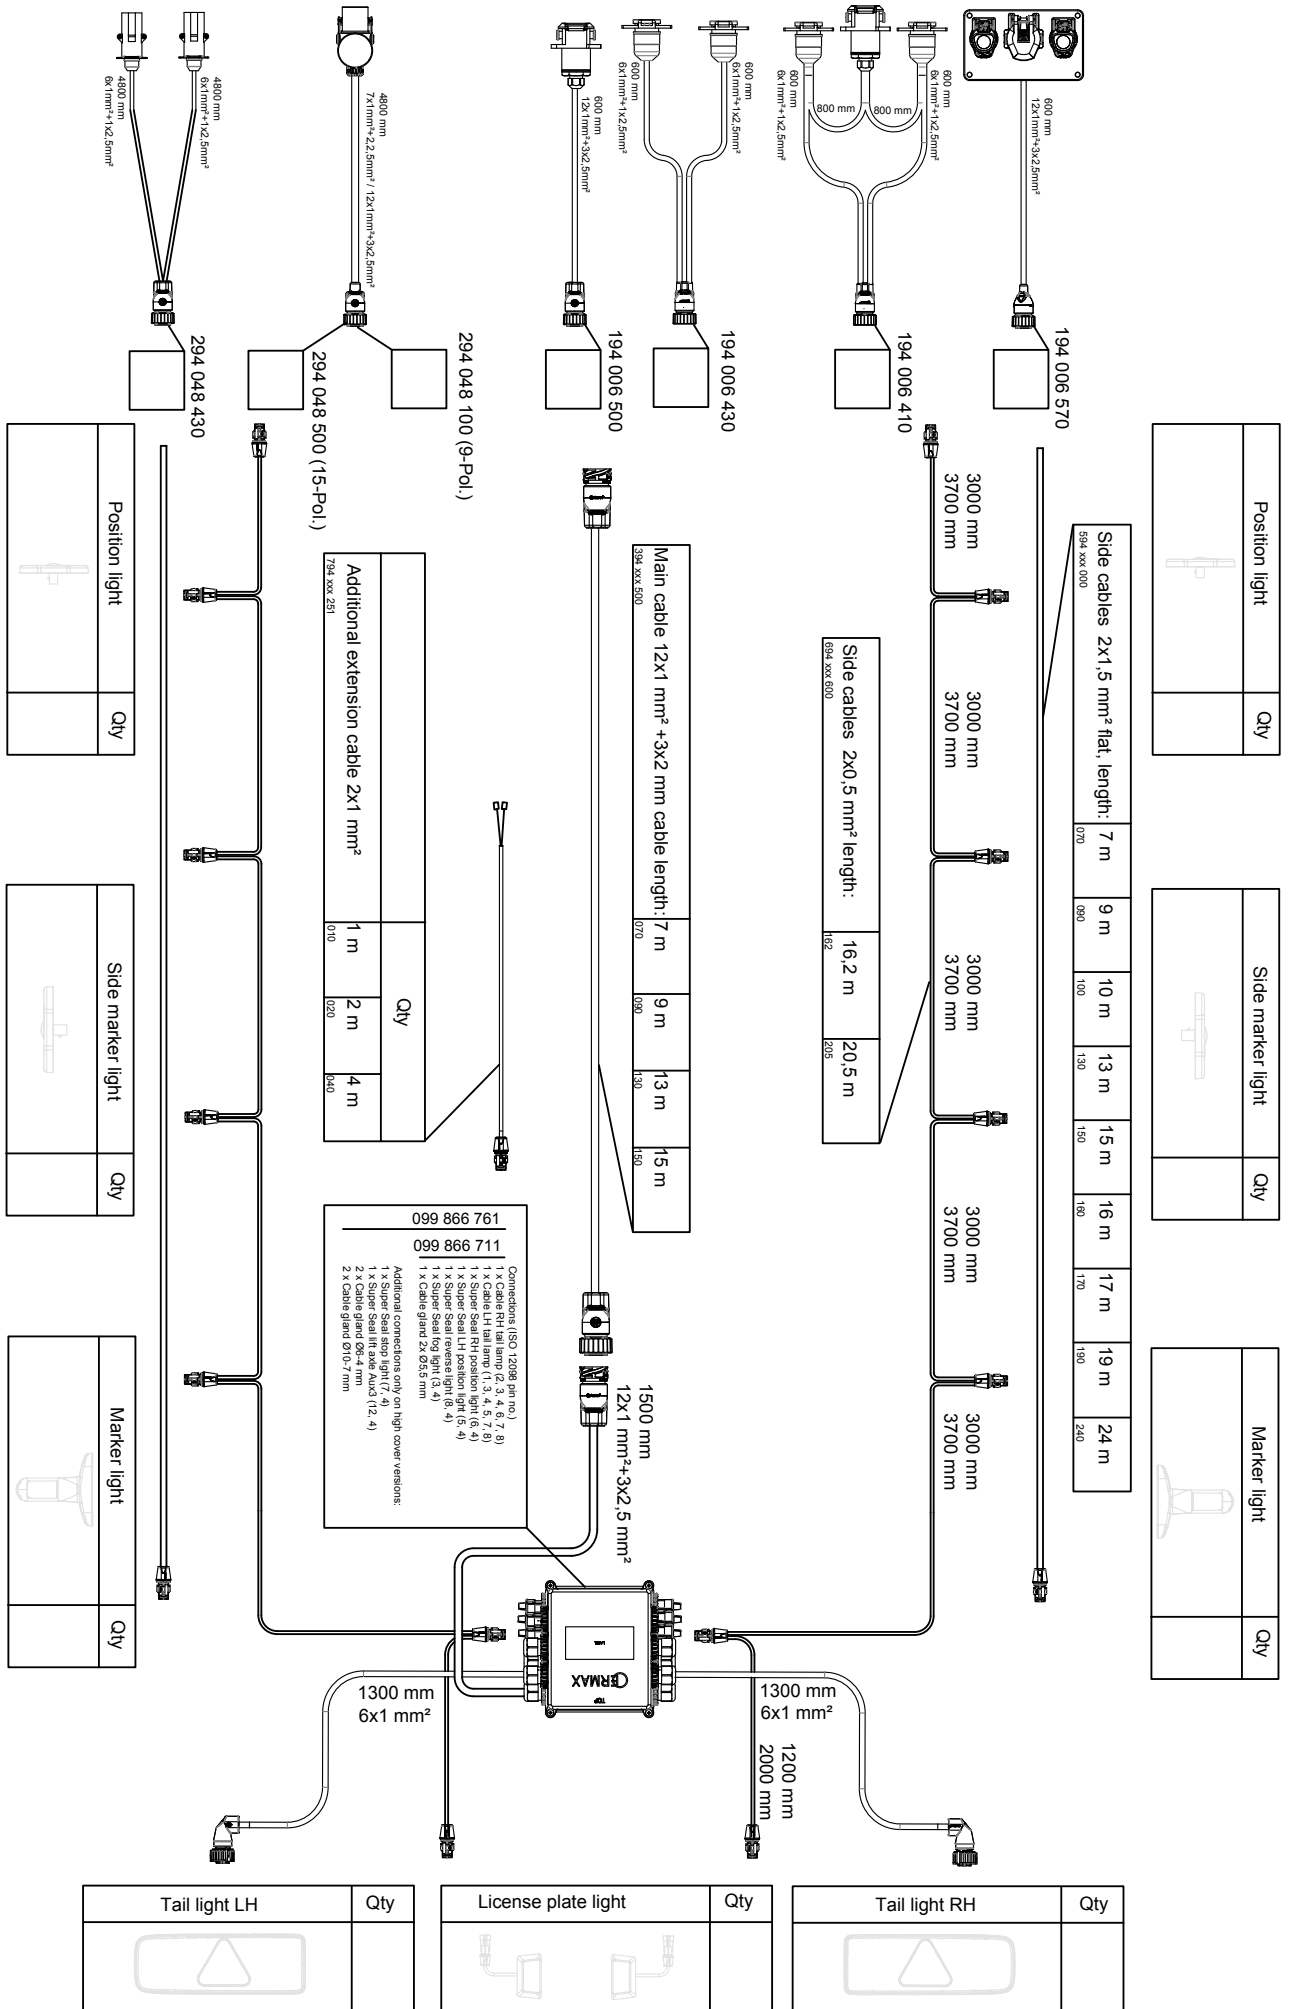 4800 mm
6x1mm²+1x2,5mm²
4800 mm
6x1mm²+1x2,5mm²
294 048 430
4800 mm
7x1mm²+2,2,5mm² / 12x1mm²+3x2,5mm²
294 048 500 (15-Pol.)
294 048 100 (9-Pol.)
600 mm
12x1mm²+3x2,5mm²
194 006 500
600 mm
6x1mm²+1x2,5mm²
600 mm
6x1mm²+1x2,5mm²
194 006 430
600 mm
6x1mm²+1x2,5mm²
800 mm
800 mm
600 mm
6x1mm²+1x2,5mm²
194 006 410
600 mm
12x1mm²+3x2,5mm²
194 006 570
Position light
Qty
Side marker light
Qty
Marker light
Qty
Side cables 2x1,5 mm² flat, length:
594 xxx 000
7 m
070
9 m
090
10 m
100
13 m
130
15 m
150
16 m
160
17 m
170
19 m
190
24 m
240
3000 mm
3700 mm
3000 mm
3700 mm
3000 mm
3700 mm
3000 mm
3700 mm
3000 mm
3700 mm
Side cables 2x0,5 mm² length:
694 xxx 600
16,2 m
162
20,5 m
205
Main cable 12x1 mm² +3x2 mm cable length:
394 xxx 500
7 m
070
9 m
090
13 m
130
15 m
150
Additional extension cable 2x1 mm²
794 xxx 251
Qty
1 m
010
2 m
020
4 m
040
1500 mm
12x1 mm²+3x2,5 mm²
099 866 761
099 866 711
Connections (ISO 12098 pin no.)
1 x Cable RH tail lamp (2, 3, 4, 6, 7, 8)
1 x Cable LH tail lamp (1, 3, 4, 5, 7, 8)
1 x Super Seal RH position light (6, 4)
1 x Super Seal LH position light (5, 4)
1 x Super Seal reverse light (8, 4)
1 x Super Seal fog light (3, 4)
1 x Cable gland 2x Ø5,5 mm
Additional connections only on high cover versions:
1 x Super Seal stop light (7, 4)
1 x Super Seal lift axle Aux3 (12, 4)
2 x Cable gland Ø6-4 mm
2 x Cable gland Ø10-7 mm
LABEL
ERMAX
TOP
Position light
Qty
Side marker light
Qty
Marker light
Qty
1300 mm
6x1 mm²
1300 mm
6x1 mm²
1200 mm
2000 mm
Tail light LH
Qty
License plate light
Qty
Tail light RH
Qty